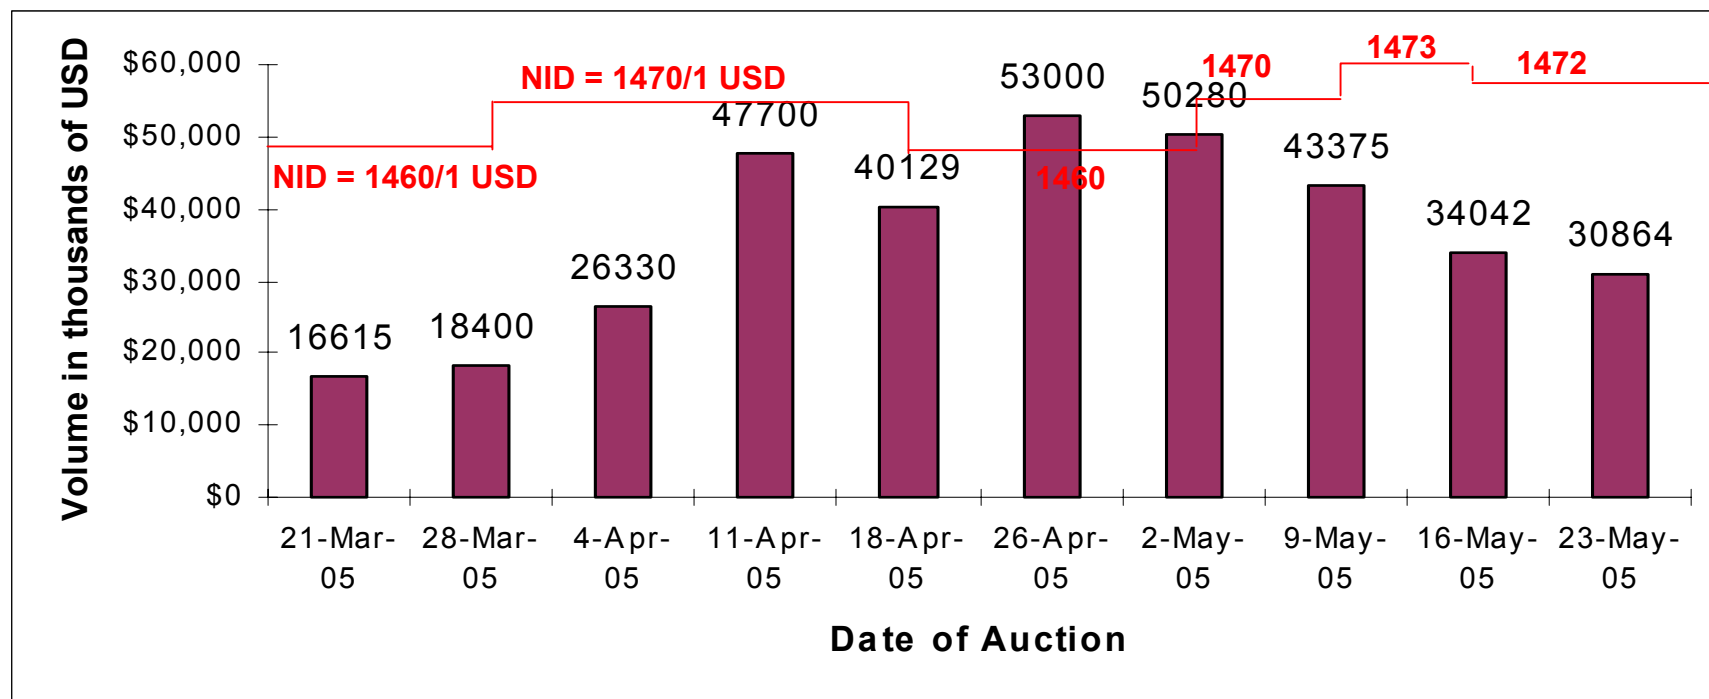 Volume in thousands of USD
$60,000
$50,000
$40,000
$30,000
$20,000
$10,000
$0
NID = 1460/1 USD
NID = 1470/1 USD
1460
1470
1473
1472
16615
18400
26330
47700
40129
53000
50280
43375
34042
30864
21-Mar-
05
28-Mar-
05
4-Apr-
05
11-Apr-
05
18-Apr-
05
26-Apr-
05
2-May-
05
9-May-
05
16-May-
05
23-May-
05
Date of Auction